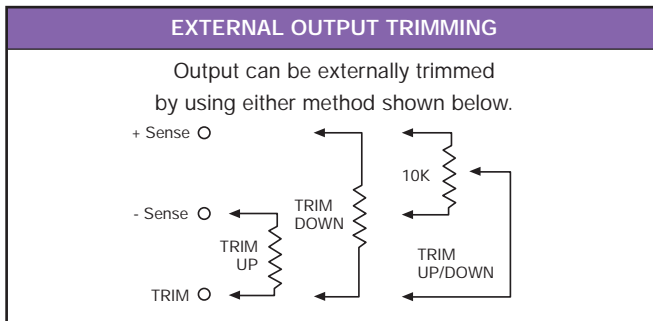 EXTERNAL OUTPUT TRIMMING
Output can be externally trimmed
by using either method shown below.
+ Sense
10K
- Sense
TRIM
DOWN
TRIM
UP
TRIM
UP/DOWN
TRIM